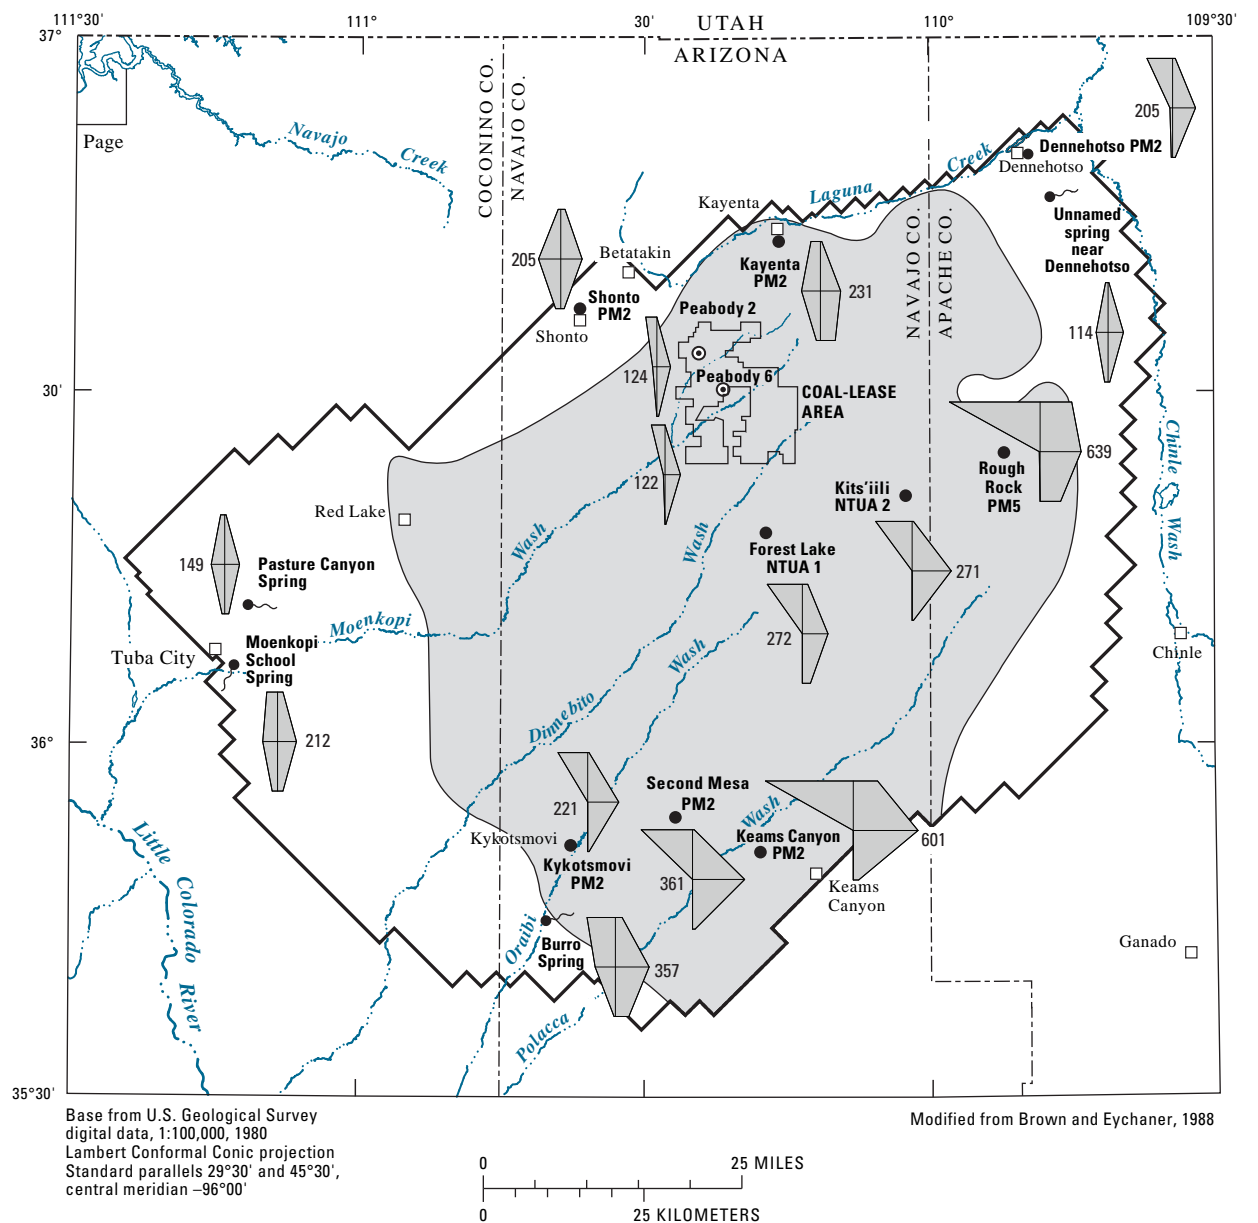 111°30'
111°
30'
UTAH
110°
109°30'
37°
ARIZONA
COCONINO CO.
NAVAJO CO.
Page
Navajo
Creek
205
Dennehotso PM2
Dennehotso
Creek
Laguna
Kayenta
Unnamed
spring
near
Dennehotso
NAVAJO CO.
APACHE CO.
205
Betatakin
Kayenta
PM2
231
Shonto
PM2
Shonto
Peabody 2
114
124
Peabody 6
COAL-LEASE
AREA
30'
Chinle
Wash
639
Rough
Rock
PM5
122
Kits'iili
NTUA 2
Red Lake
Wash
Wash
Forest Lake
NTUA 1
271
149
Pasture Canyon
Spring
Moenkopi
272
Wash
Moenkopi
School
Spring
Tuba City
Chinle
Dinnebito
212
36°
Second Mesa
PM2
221
Wash
Kykotsmovi
Keams Canyon
PM2
601
Kykotsmovi
PM2
361
Keams
Canyon
Little
Colorado
River
Oraibi
Burro
Spring
357
Ganado
Polacca
35°30'
Base from U.S. Geological Survey
digital data, 1:100,000, 1980
Lambert Conformal Conic projection
Standard parallels 29°30' and 45°30',
central meridian –96°00'
Modified from Brown and Eychaner, 1988
0
25 MILES
0
25 KILOMETERS